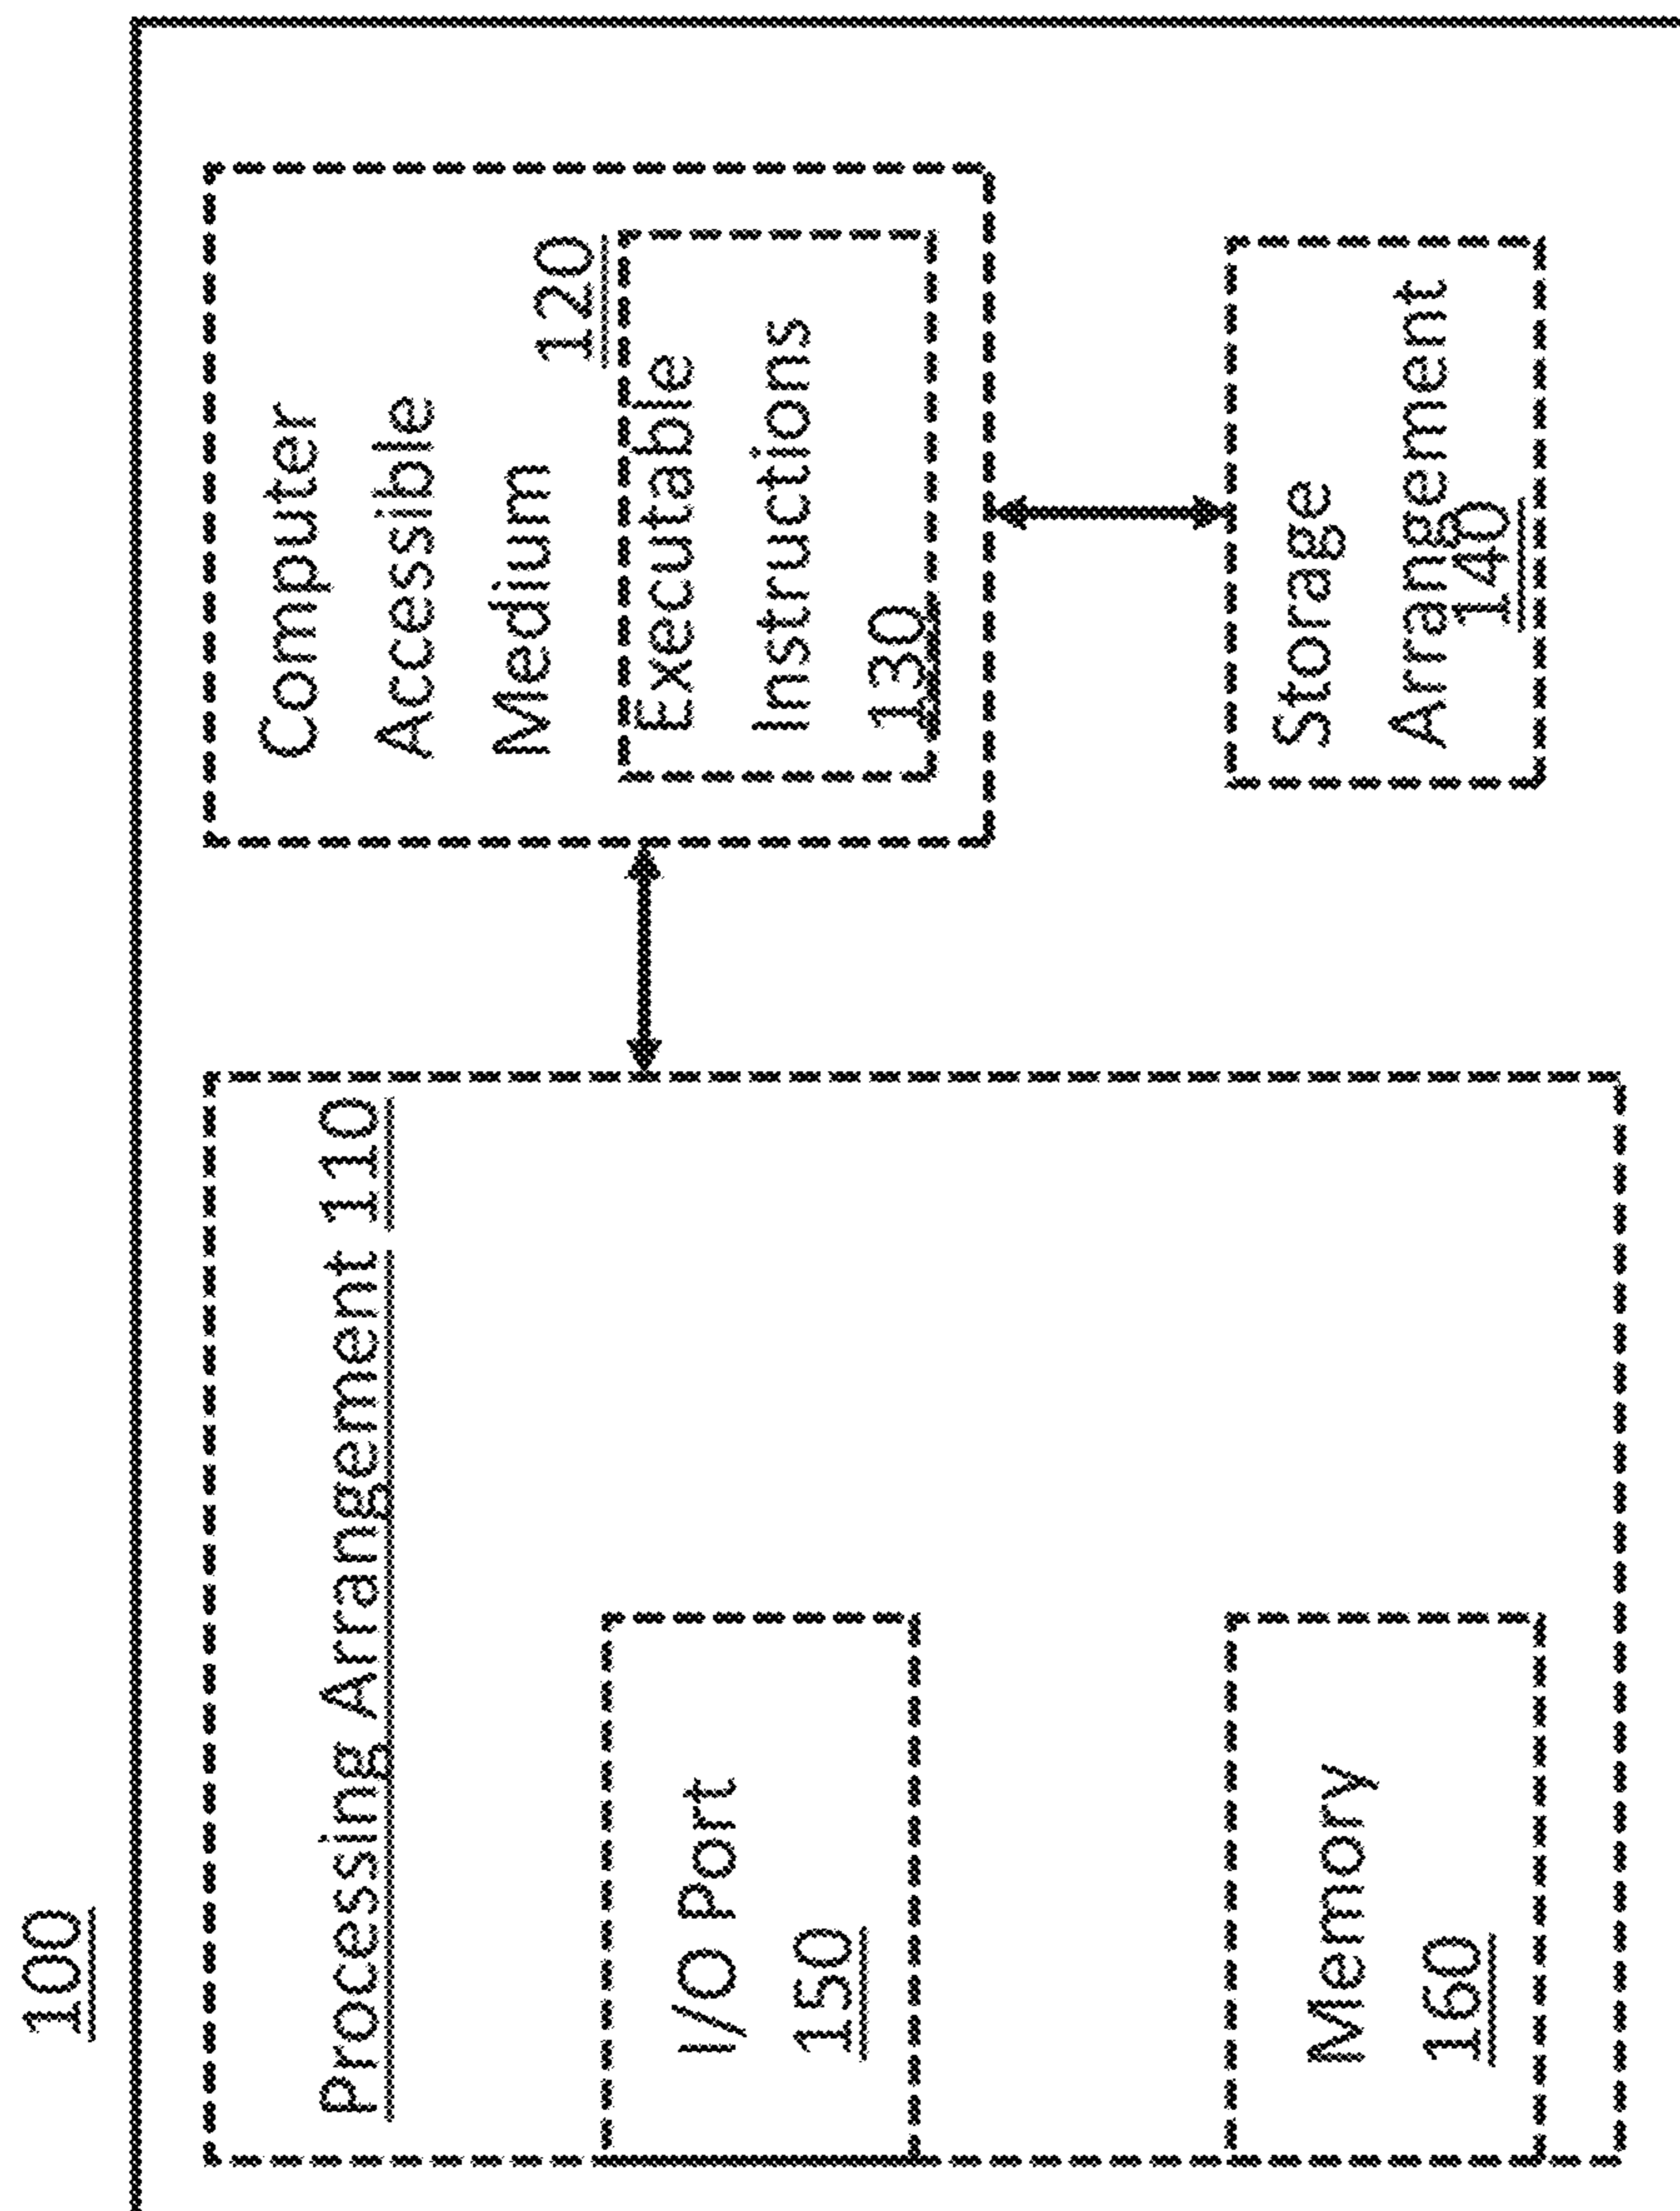 100
Processing Arrangement 110
I/O Port
150
Memory
160
Computer
Accessible
Medium
120
Executable
Instructions
130
Storage
Arrangement
140